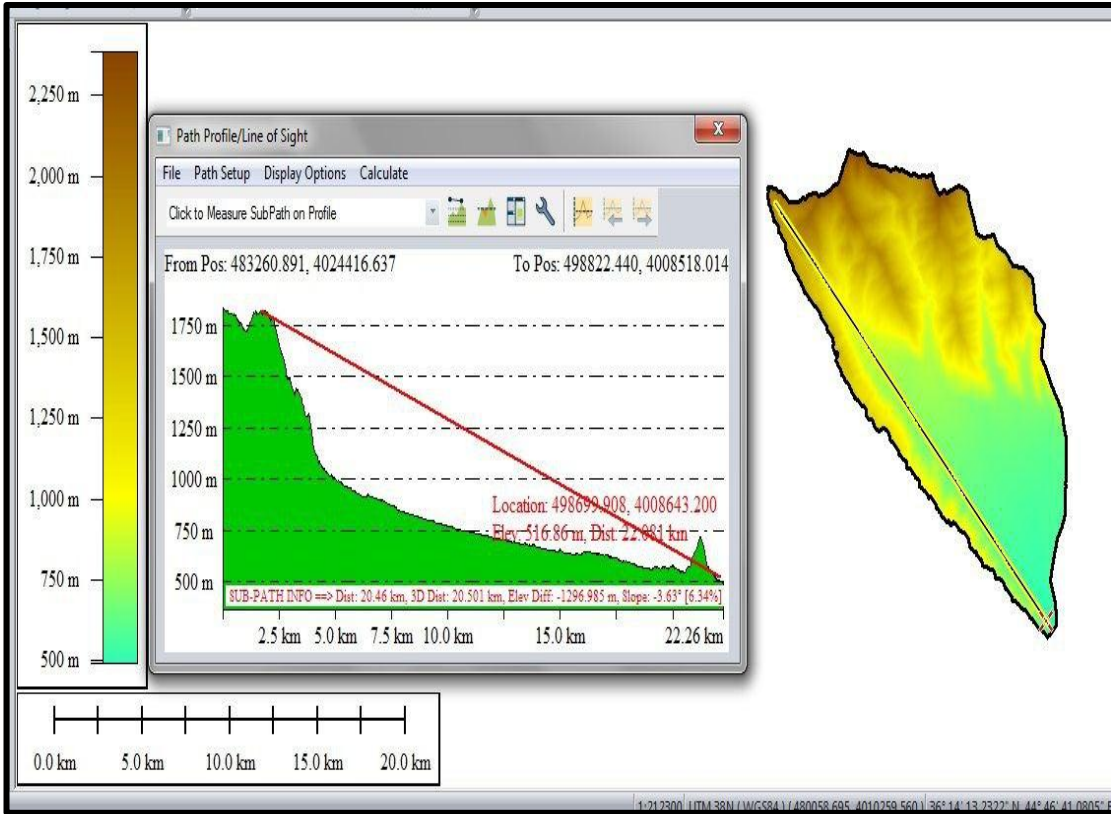 2,250 m
2,000 m
1,750 m
1,500 m
1,250 m
1,000 m
750 m
500 m
0.0 km 5.0 km 10.0 km 15.0 km 20.0 km
Path Profile/Line of Sight
X
File Path Setup Display Options Calculate
Click to Measure SubPath on Profile
From Pos: 483260.891, 4024416.637 To Pos: 498822.440, 4008518.014
1750 m
1500 m
1250 m
1000 m
750 m
500 m
Location: 498699.908, 4008643.200
Elev: 516.86 m, Dist: 22.081 km
SUB-PATH INFO ==> Dist: 20.46 km, 3D Dist: 20.501 km, Elev Diff: -1296.985 m, Slope: -3.63° [6.34%]
2.5 km 5.0 km 7.5 km 10.0 km 15.0 km 22.26 km
1:212300 UTM 38N ( WGS84 ) ( 480058.695, 4010259.560 ) 36° 14' 13.2322" N, 44° 46' 41.0805" E